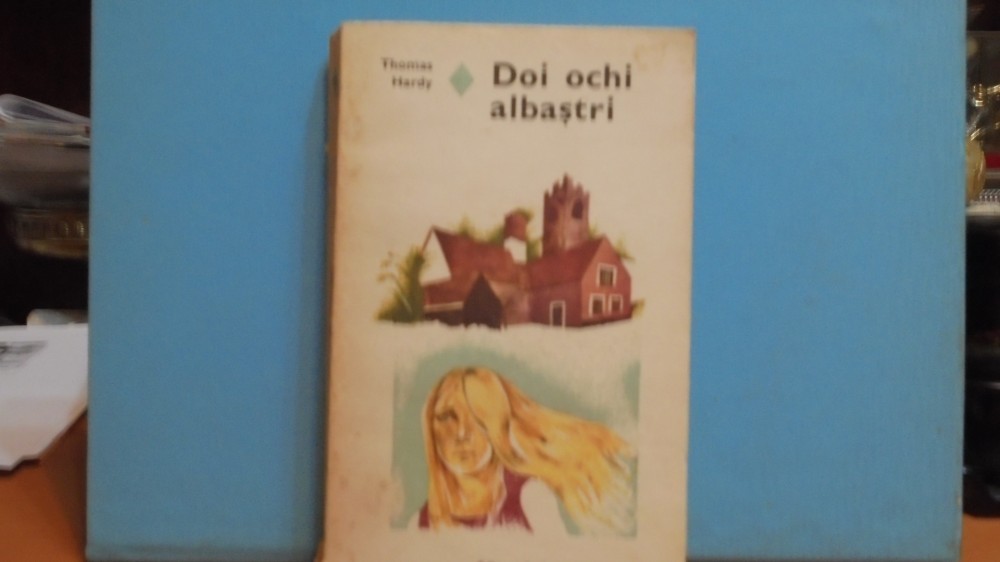 Thomas
Hardy
Doi ochi
albaștri